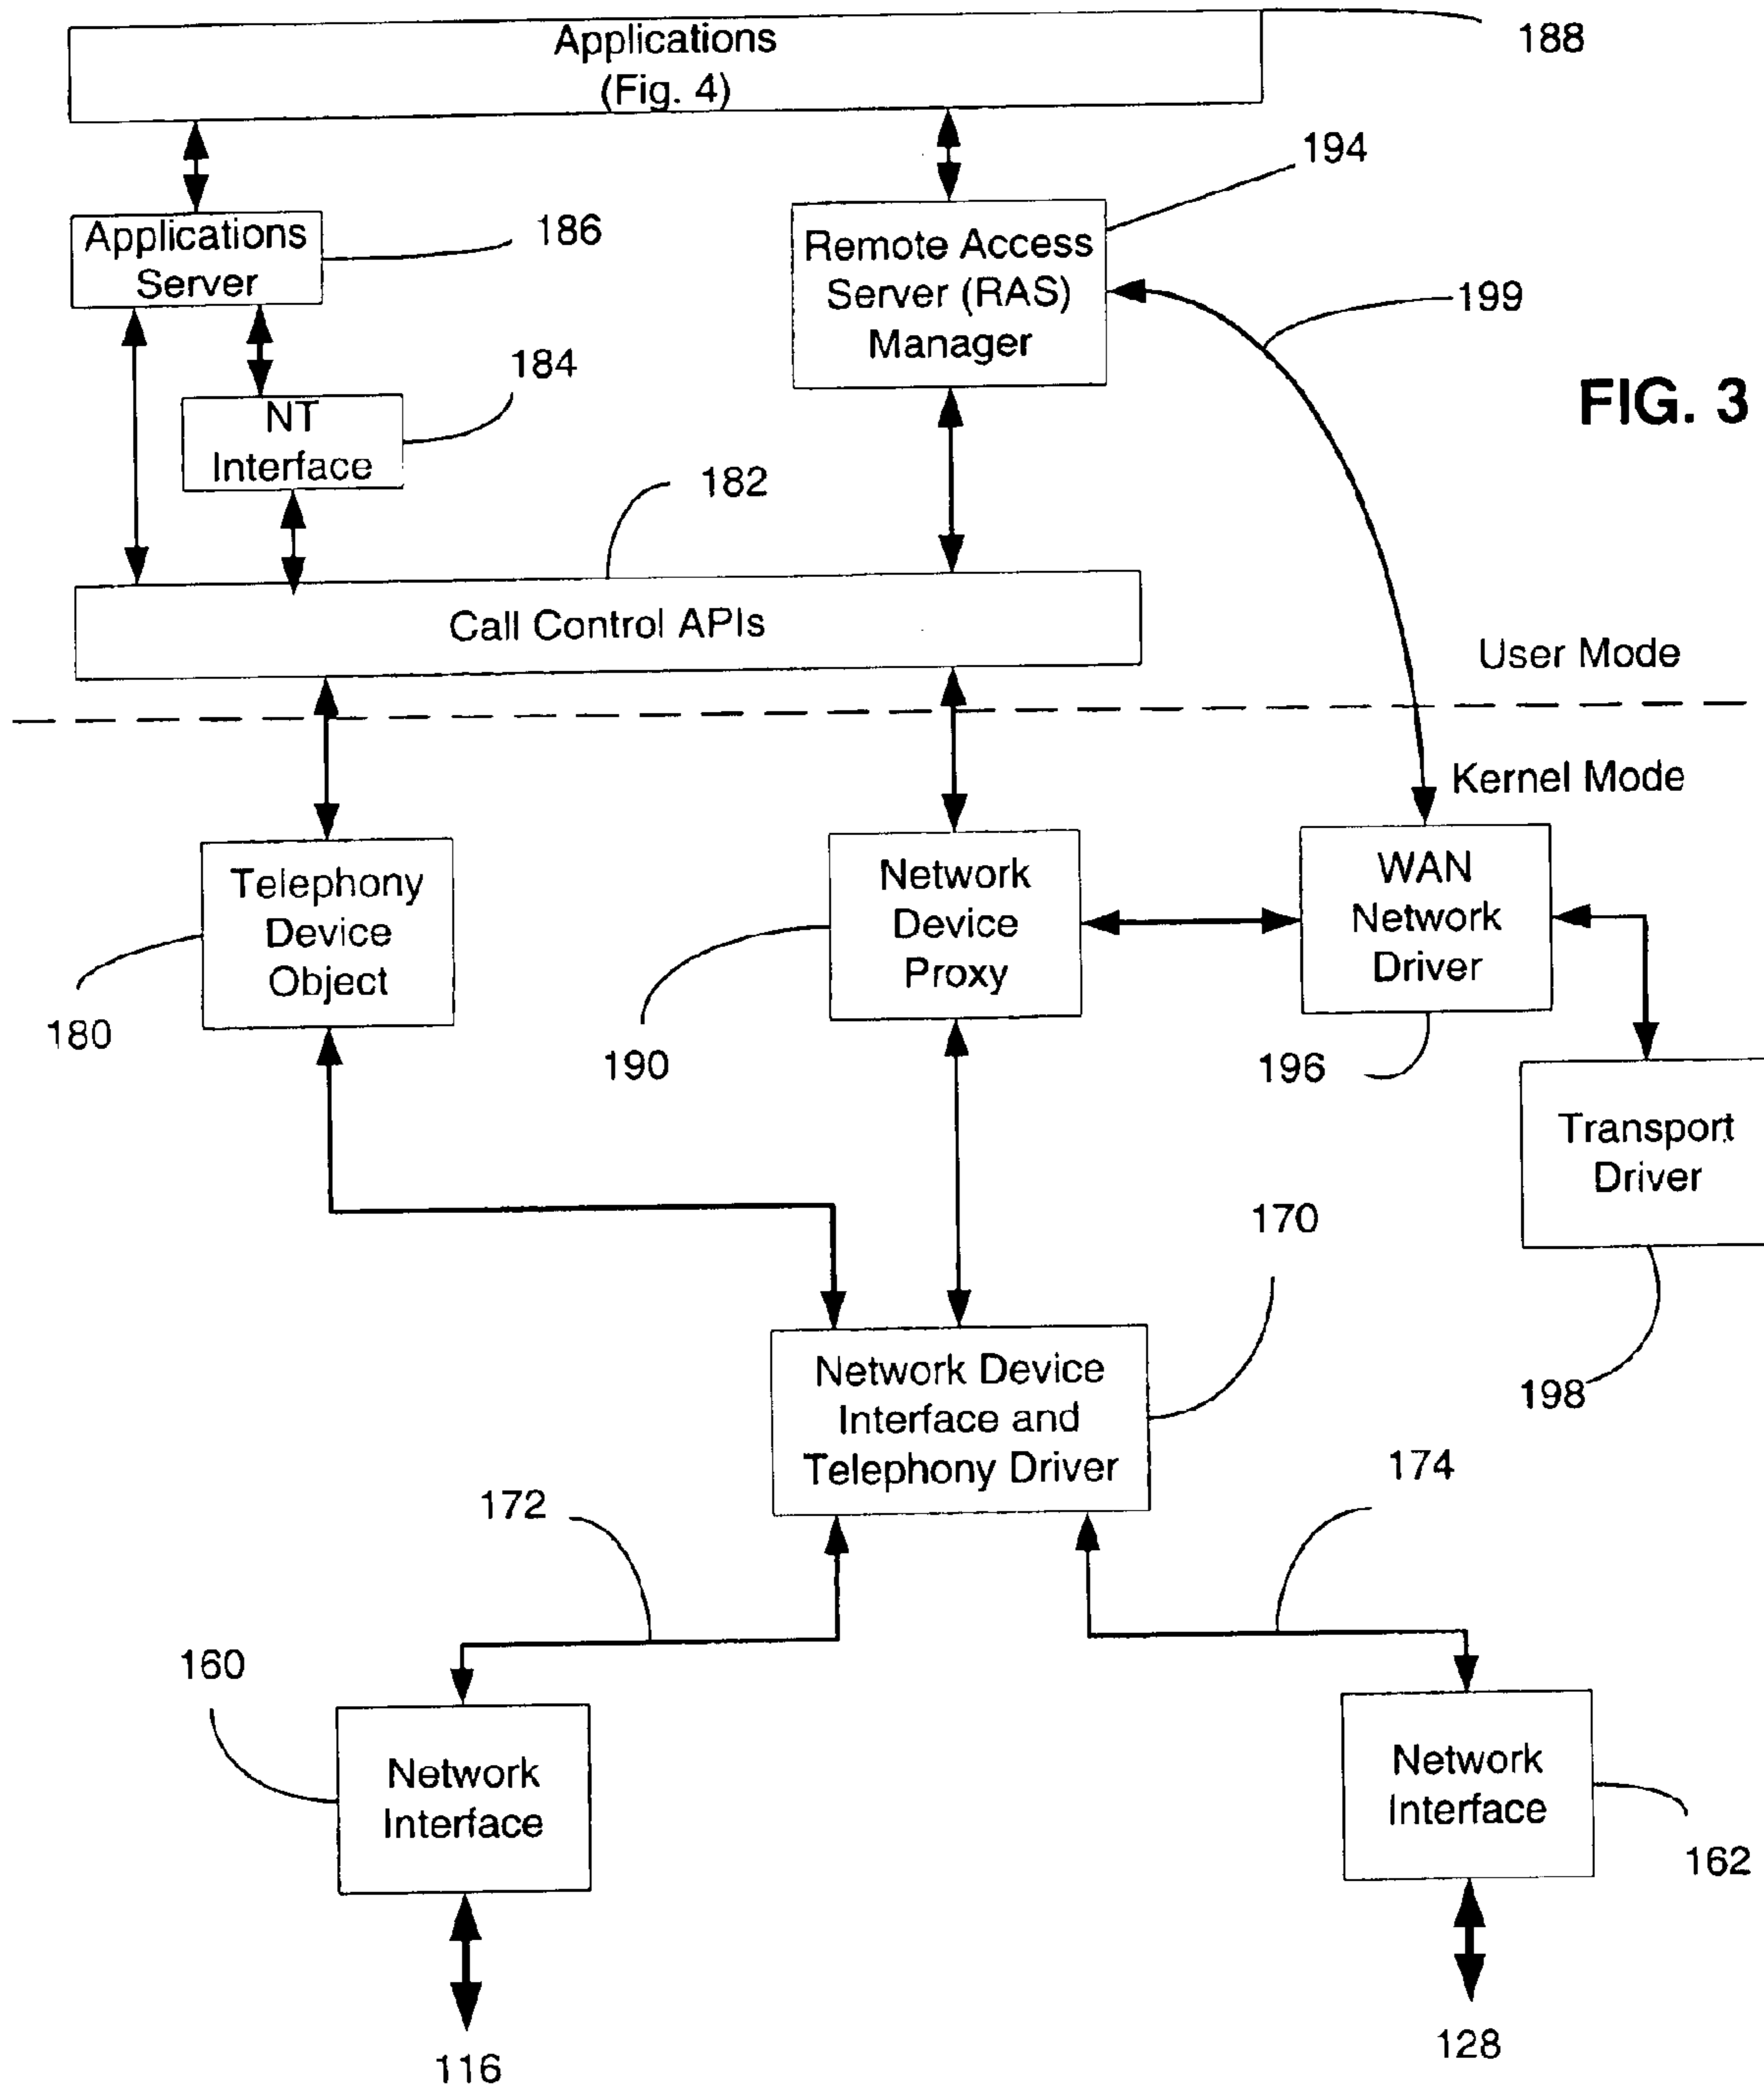 Applications
(Fig. 4)
188
194
Applications
Server
186
Remote Access
Server (RAS)
Manager
199
184
NT
Interface
FIG. 3
182
Call Control APIs
User Mode
Kernel Mode
Telephony
Device
Object
Network
Device
Proxy
WAN
Network
Driver
180
190
196
Transport
Driver
170
Network Device
Interface and
Telephony Driver
198
172
174
160
Network
Interface
Network
Interface
162
116
128